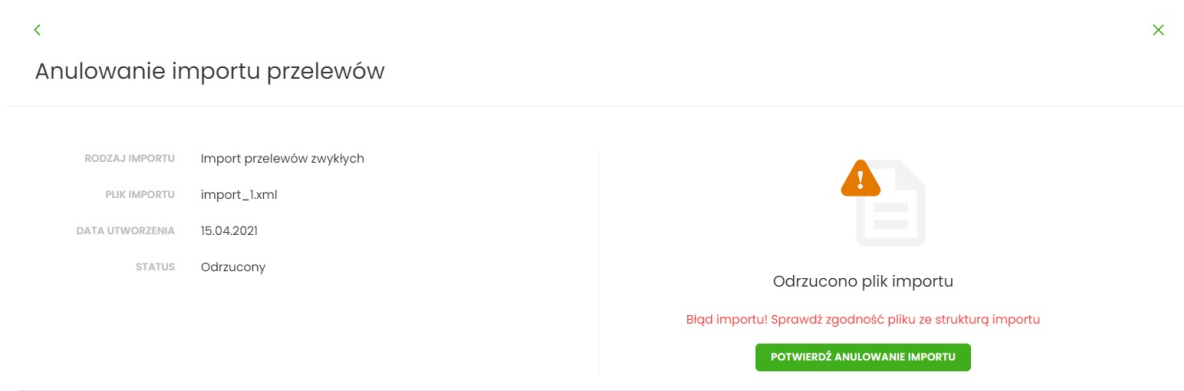 Anulowanie importu przelewów
RODZAJ IMPORTU Import przelewów zwykłych
PLIK IMPORTU import_1.xml
DATA UTWORZENIA 15.04.2021
STATUS Odrzucony
Odrzucono plik importu
Błąd importu! Sprawdź zgodność pliku ze strukturą importu
POTWIERDŹ ANULOWANIE IMPORTU